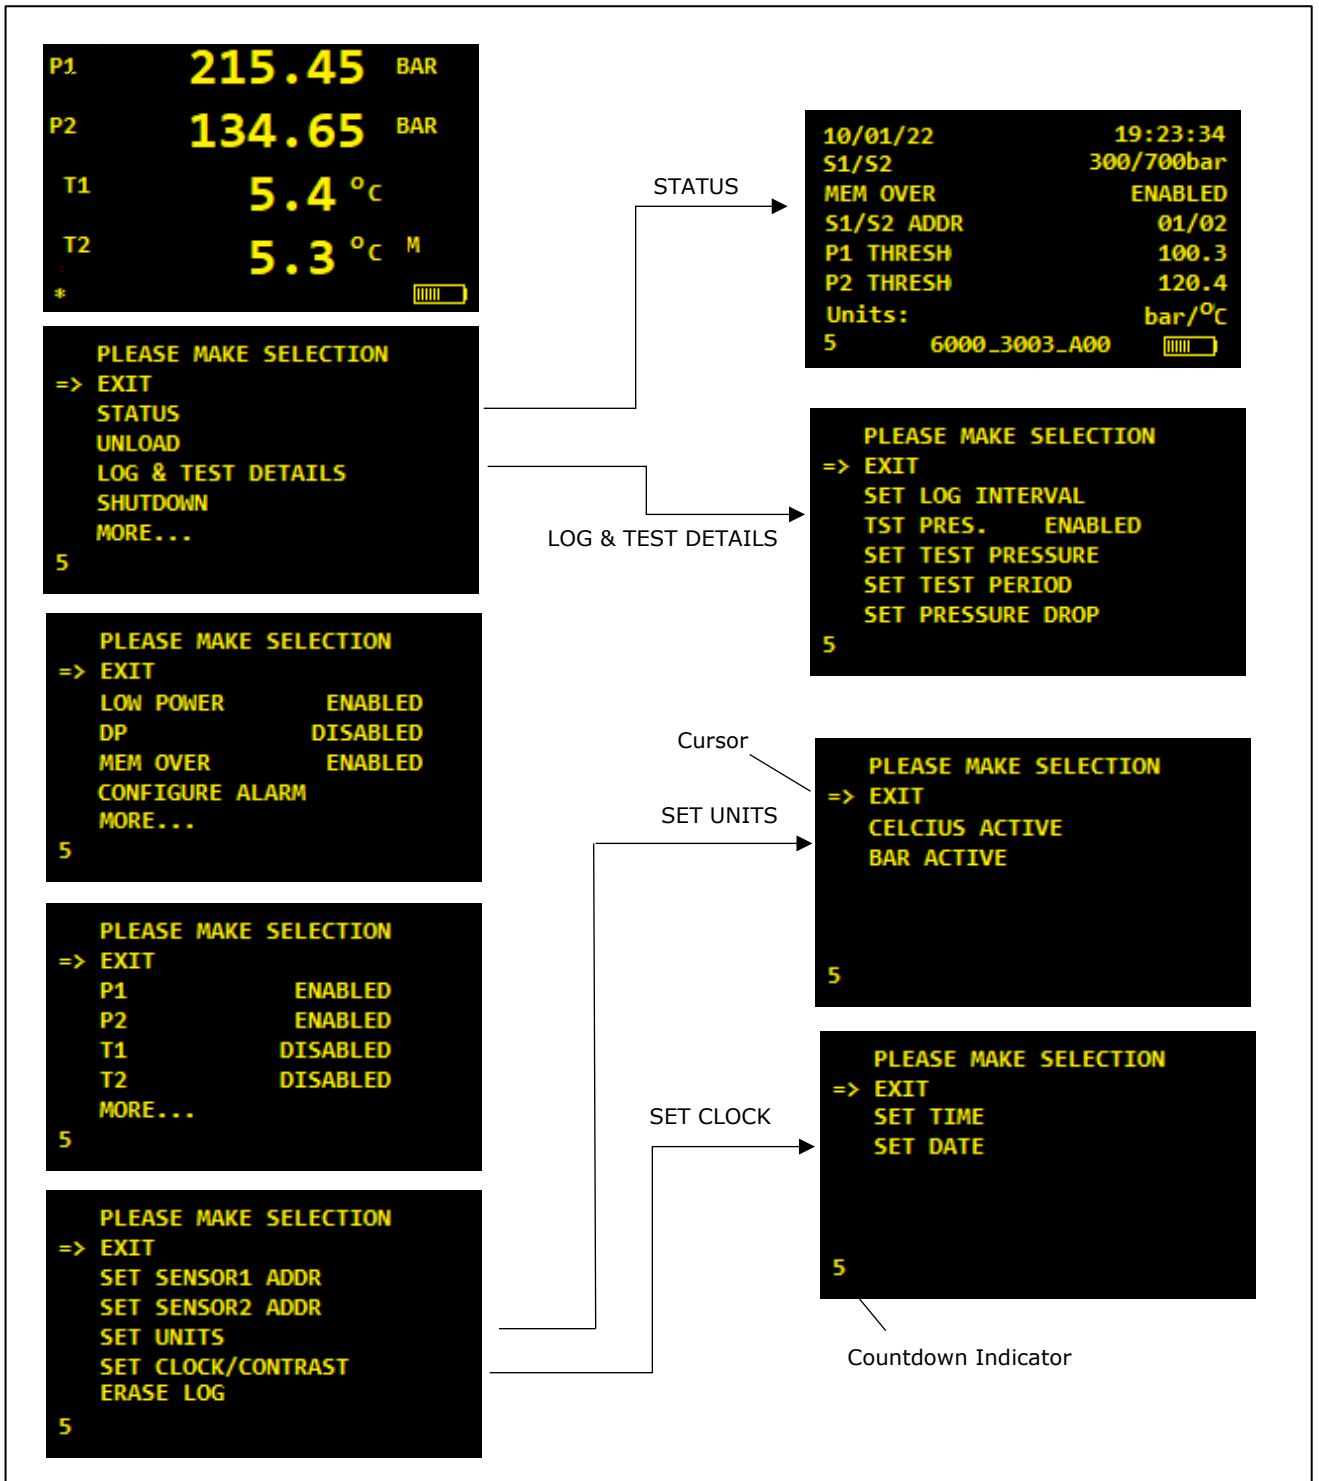 P1 215.45 BAR
P2 134.65 BAR
T1 5.4 °C
T2 5.3 °C M
*
PLEASE MAKE SELECTION
=> EXIT
STATUS
UNLOAD
LOG & TEST DETAILS
SHUTDOWN
MORE...
5
PLEASE MAKE SELECTION
=> EXIT
LOW POWER ENABLED
DP DISABLED
MEM OVER ENABLED
CONFIGURE ALARM
MORE...
5
PLEASE MAKE SELECTION
=> EXIT
P1 ENABLED
P2 ENABLED
T1 DISABLED
T2 DISABLED
MORE...
5
PLEASE MAKE SELECTION
=> EXIT
SET SENSOR1 ADDR
SET SENSOR2 ADDR
SET UNITS
SET CLOCK/CONTRAST
ERASE LOG
5
STATUS
10/01/22 19:23:34
S1/S2 300/700bar
MEM OVER ENABLED
S1/S2 ADDR 01/02
P1 THRESH 100.3
P2 THRESH 120.4
Units: bar/°C
5 6000_3003_A00
LOG & TEST DETAILS
PLEASE MAKE SELECTION
=> EXIT
SET LOG INTERVAL
TST PRES. ENABLED
SET TEST PRESSURE
SET TEST PERIOD
SET PRESSURE DROP
5
Cursor
SET UNITS
PLEASE MAKE SELECTION
=> EXIT
CELCIUS ACTIVE
BAR ACTIVE
5
SET CLOCK
PLEASE MAKE SELECTION
=> EXIT
SET TIME
SET DATE
5
Countdown Indicator